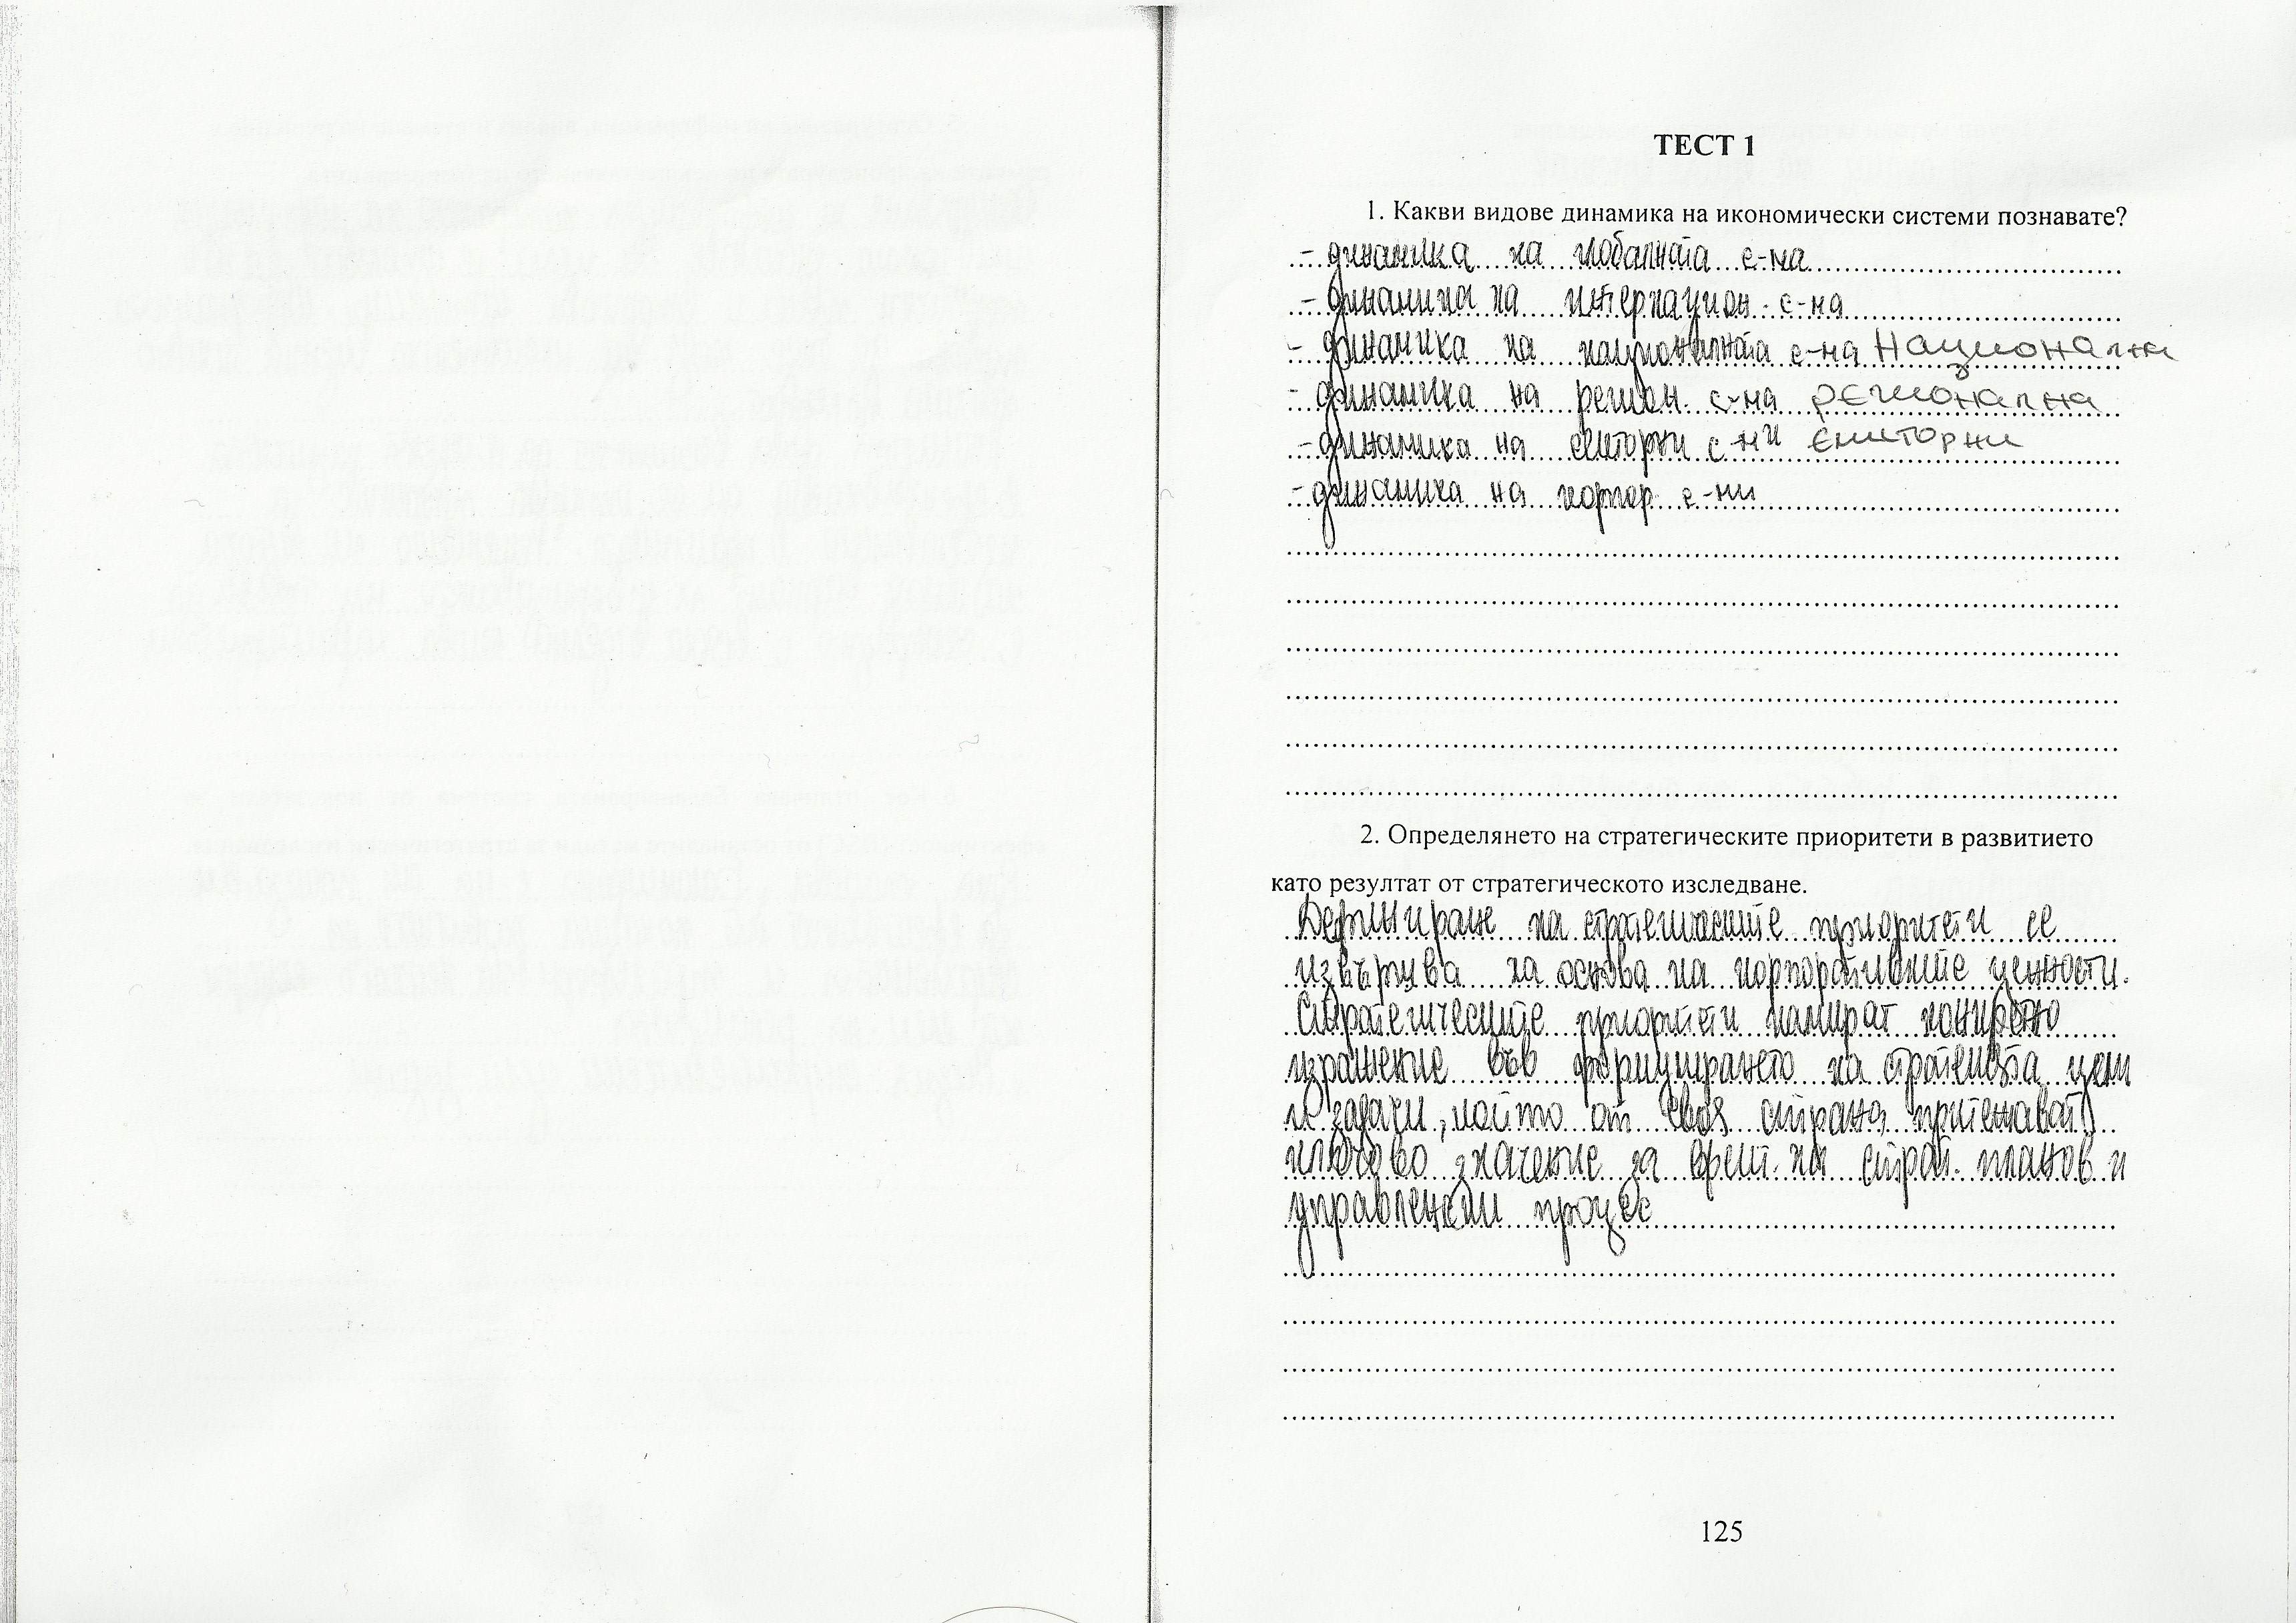 ТЕСТ 1
1. Какви видове динамика на икономически системи познавате?
- динамика на глобалната с-ма
- динамика на интернацион. с-ма
- динамика на националната с-ма Национална
- динамика на регион. с-ма регионална
- динамика на секторни с-ми секторни
- динамика на корпор. с-ми
2. Определянето на стратегическите приоритети в развитието
като резултат от стратегическото изследване.
Дефиниране на стратегическите приоритети се
извършва на основа на корпоративните ценности.
Стратегическите приоритети намират конкретно
изражение във формулирането на цели
и задачи, който от своя страна притежават
ключово значение за на страт. планов и
управленски процес
125